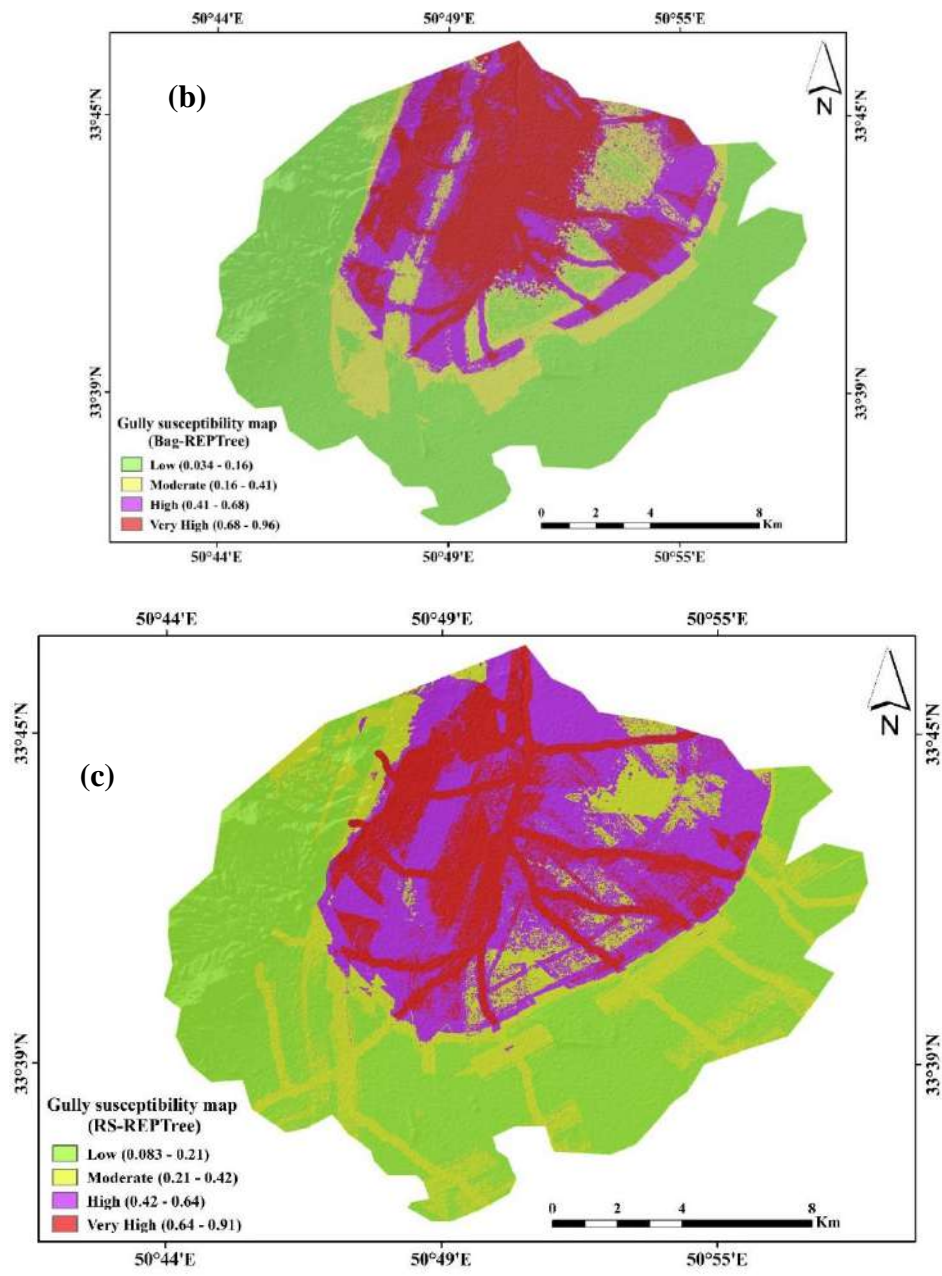 50°44'E 50°49'E 50°55'E
(b)
N
33°45'N 33°45'N
33°39'N 33°39'N
Gully susceptibility map
(Bag-REPTree)
Low (0.034 - 0.16)
Moderate (0.16 - 0.41)
High (0.41 - 0.68)
Very High (0.68 - 0.96)
0 2 4 8
Km
50°44'E 50°49'E 50°55'E
50°44'E 50°49'E 50°55'E
N
33°45'N 33°45'N
(c)
33°39'N 33°39'N
Gully susceptibility map
(RS-REPTree)
Low (0.083 - 0.21)
Moderate (0.21 - 0.42)
High (0.42 - 0.64)
Very High (0.64 - 0.91)
0 2 4 8
Km
50°44'E 50°49'E 50°55'E